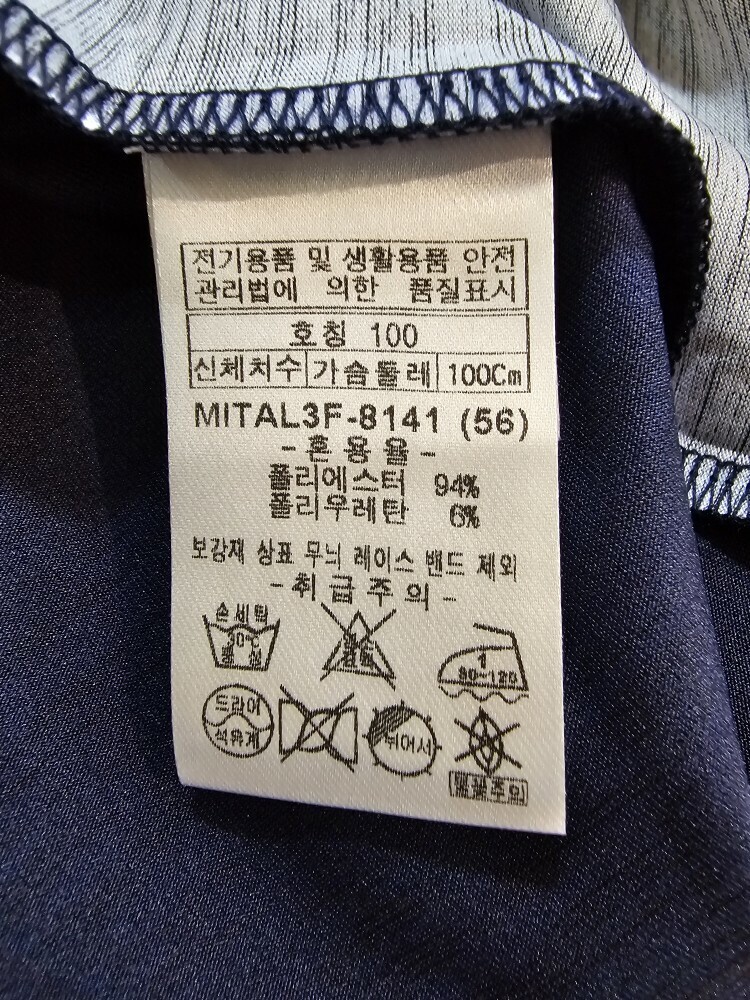 전기용품 및 생활용품 안전
관리법에 의한 품질표시
호칭 100
신체치수 가슴둘레 100Cm
MITAL3F-8141 (56)
-혼용율-
폴리에스터 94%
폴리우레탄 6%
보강재 상표 무늬 레이스 밴드 제외
-취급주의-
손세탁
30℃
1
80~120
드라이
석유계
뉘어서